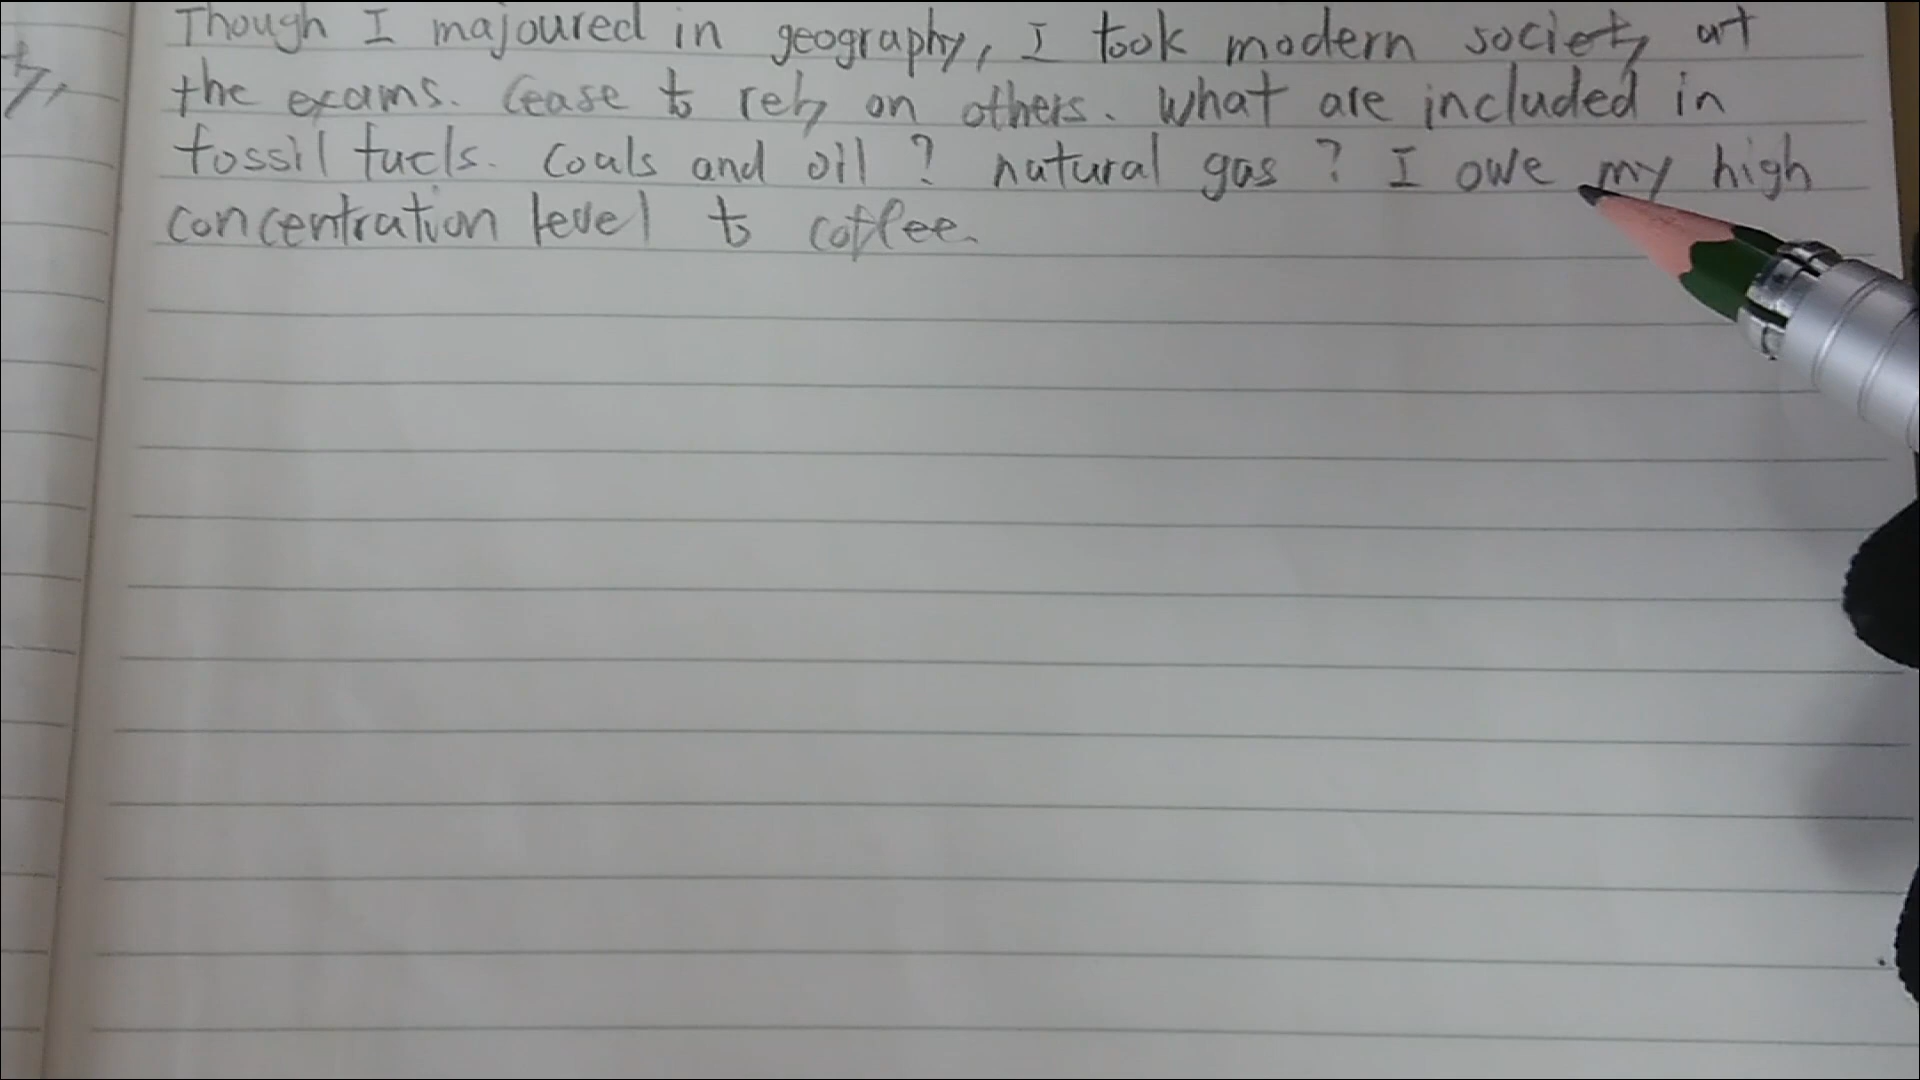 Though I majoured in geography, I took modern society at
the exams. Cease to rely on others. What are included in
fossil fuels. Coals and oil ? natural gas ? I owe my high
concentration level to coffee.